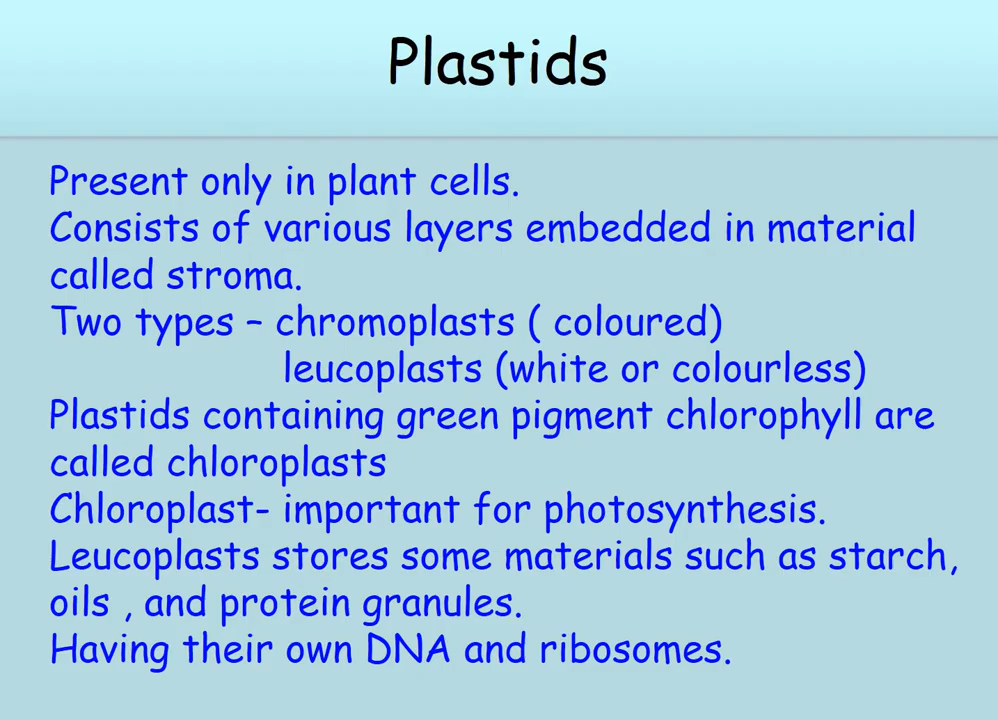 Plastids
Present only in plant cells.
Consists of various layers embedded in material
called stroma.
Two types – chromoplasts ( coloured)
leucoplasts (white or colourless)
Plastids containing green pigment chlorophyll are
called chloroplasts
Chloroplast- important for photosynthesis.
Leucoplasts stores some materials such as starch,
oils , and protein granules.
Having their own DNA and ribosomes.